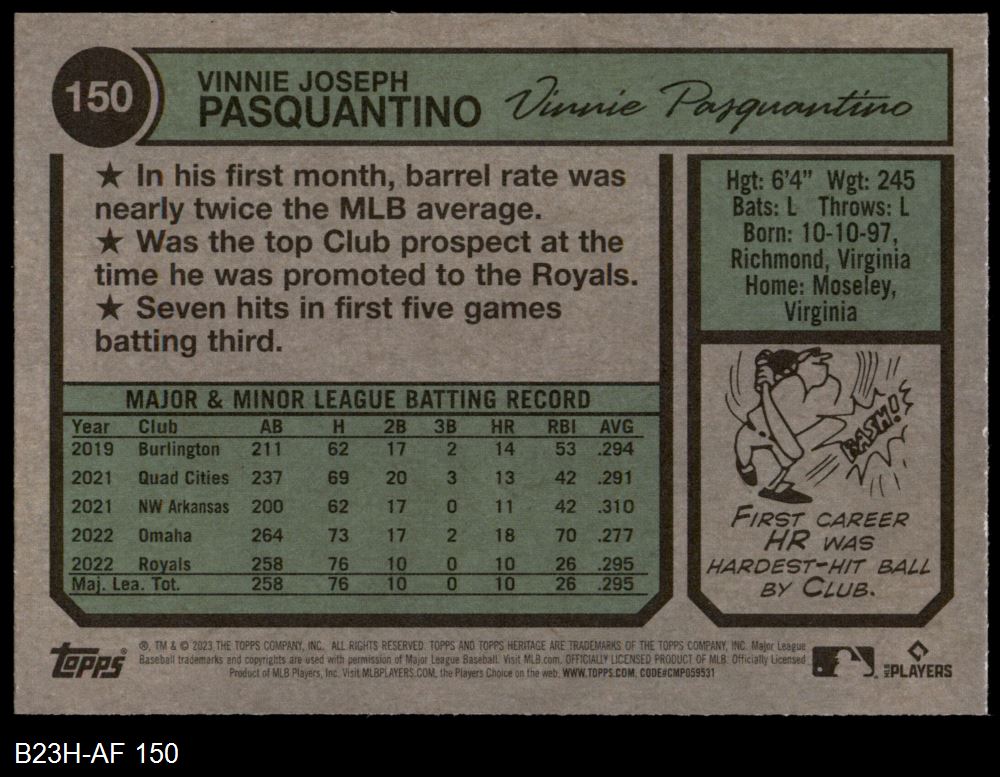 150
VINNIE JOSEPH
PASQUANTINO
Vinnie Pasquantino
★ In his first month, barrel rate was
nearly twice the MLB average.
★ Was the top Club prospect at the
time he was promoted to the Royals.
★ Seven hits in first five games
batting third.
Hgt: 6'4" Wgt: 245
Bats: L Throws: L
Born: 10-10-97,
Richmond, Virginia
Home: Moseley,
Virginia
MAJOR & MINOR LEAGUE BATTING RECORD
Year Club AB H 2B 3B HR RBI AVG
2019 Burlington 211 62 17 2 14 53 .294
2021 Quad Cities 237 69 20 3 13 42 .291
2021 NW Arkansas 200 62 17 0 11 42 .310
2022 Omaha 264 73 17 2 18 70 .277
2022 Royals 258 76 10 0 10 26 .295
Maj. Lea. Tot. 258 76 10 0 10 26 .295
BASH!
FIRST CAREER
HR WAS
HARDEST-HIT BALL
BY CLUB.
Topps
®, TM & © 2023 THE TOPPS COMPANY, INC. ALL RIGHTS RESERVED. TOPPS AND TOPPS HERITAGE ARE TRADEMARKS OF THE TOPPS COMPANY, INC. Major League
Baseball trademarks and copyrights are used with permission of Major League Baseball. Visit MLB.com. OFFICIALLY LICENSED PRODUCT OF MLB. Officially Licensed
Product of MLB Players, Inc. Visit MLBPLAYERS.COM, the Players Choice on the web. WWW.TOPPS.COM. CODE#CMP059531
MLB PLAYERS
B23H-AF 150